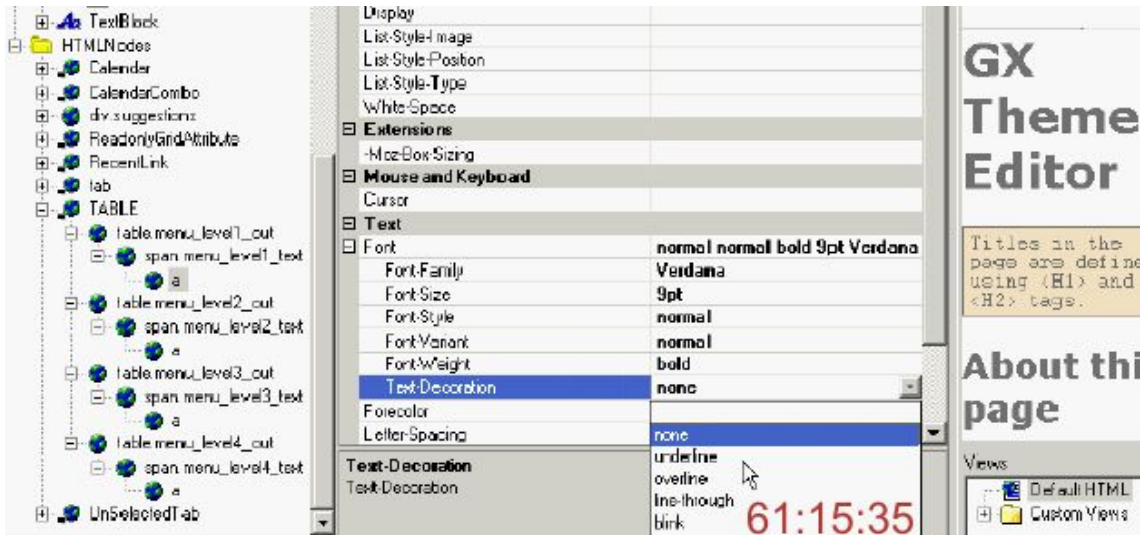 TextBlock
HTMLNodes
Calendar
CalendarCombo
div.suggestions
ReadonlyGridAttribute
RecentLink
tab
TABLE
table.menu_level1_out
span.menu_level1_text
a
table.menu_level2_out
span.menu_level2_text
a
table.menu_level3_out
span.menu_level3_text
a
table.menu_level4_out
span.menu_level4_text
a
UnSelectedTab
Display
List-Style-Image
List-Style-Position
List-Style-Type
White-Space
Extensions
-Moz-Box-Sizing
Mouse and Keyboard
Cursor
Text
Font normal normal bold 9pt Verdana
Font-Family Verdana
Font-Size 9pt
Font-Style normal
Font-Variant normal
Font-Weight bold
Text-Decoration none
Forecolor
Letter-Spacing
none
underline
overline
line-through
blink
Text-Decoration
Text-Decoration
61:15:35
GX
Theme
Editor
Titles in the
page are define
using <H1> and
<H2> tags.
About thi
page
Views
Default HTML
Custom Views